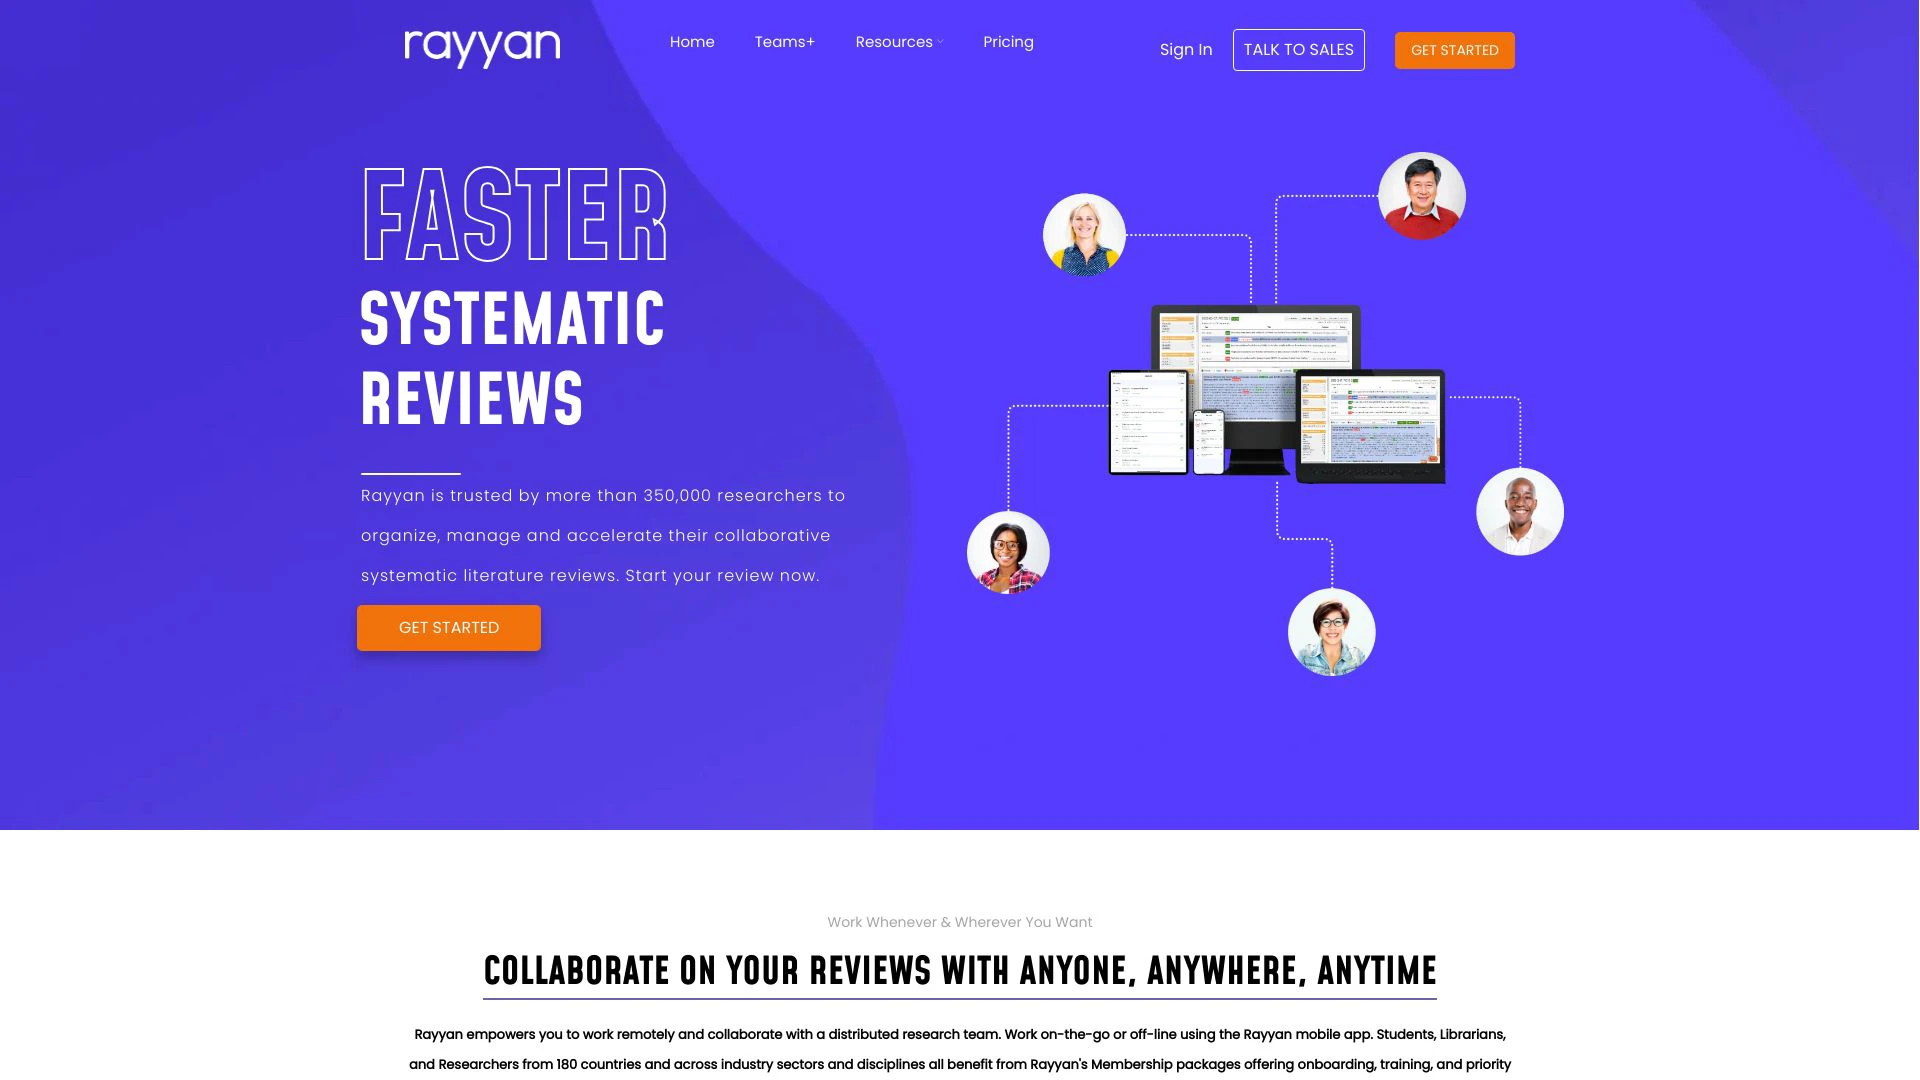 rayyan
Home
Teams+
Resources
Pricing
Sign In
TALK TO SALES
GET STARTED
FASTER
SYSTEMATIC
REVIEWS
Rayyan is trusted by more than 350,000 researchers to
organize, manage and accelerate their collaborative
systematic literature reviews. Start your review now.
GET STARTED
Work Whenever & Wherever You Want
COLLABORATE ON YOUR REVIEWS WITH ANYONE, ANYWHERE, ANYTIME
Rayyan empowers you to work remotely and collaborate with a distributed research team. Work on-the-go or off-line using the Rayyan mobile app. Students, Librarians,
and Researchers from 180 countries and across industry sectors and disciplines all benefit from Rayyan's Membership packages offering onboarding, training, and priority